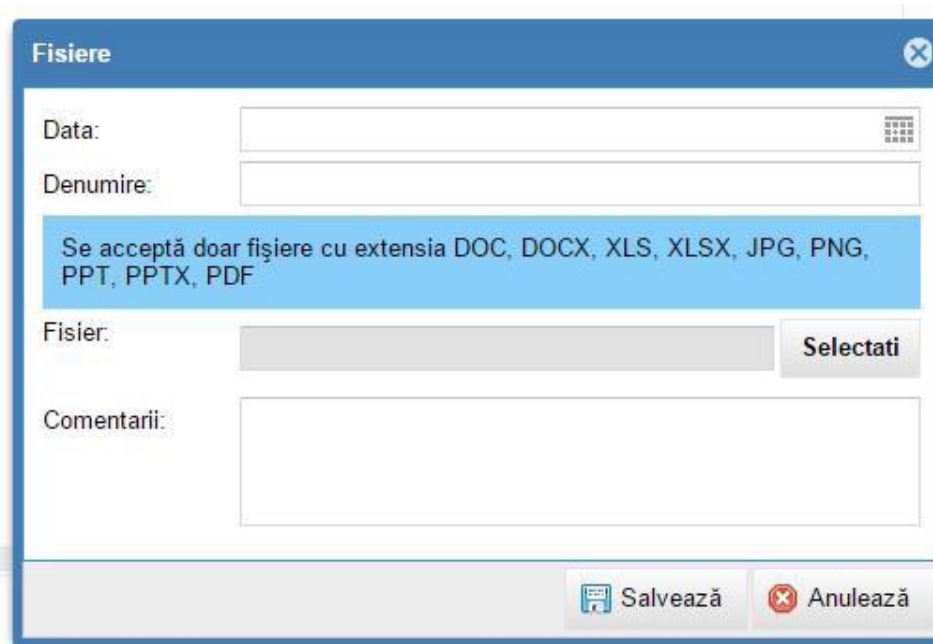 Fisiere
Data:
Denumire:
Se acceptă doar fişiere cu extensia DOC, DOCX, XLS, XLSX, JPG, PNG,
PPT, PPTX, PDF
Fisier:
Selectati
Comentarii:
Salvează
Anulează